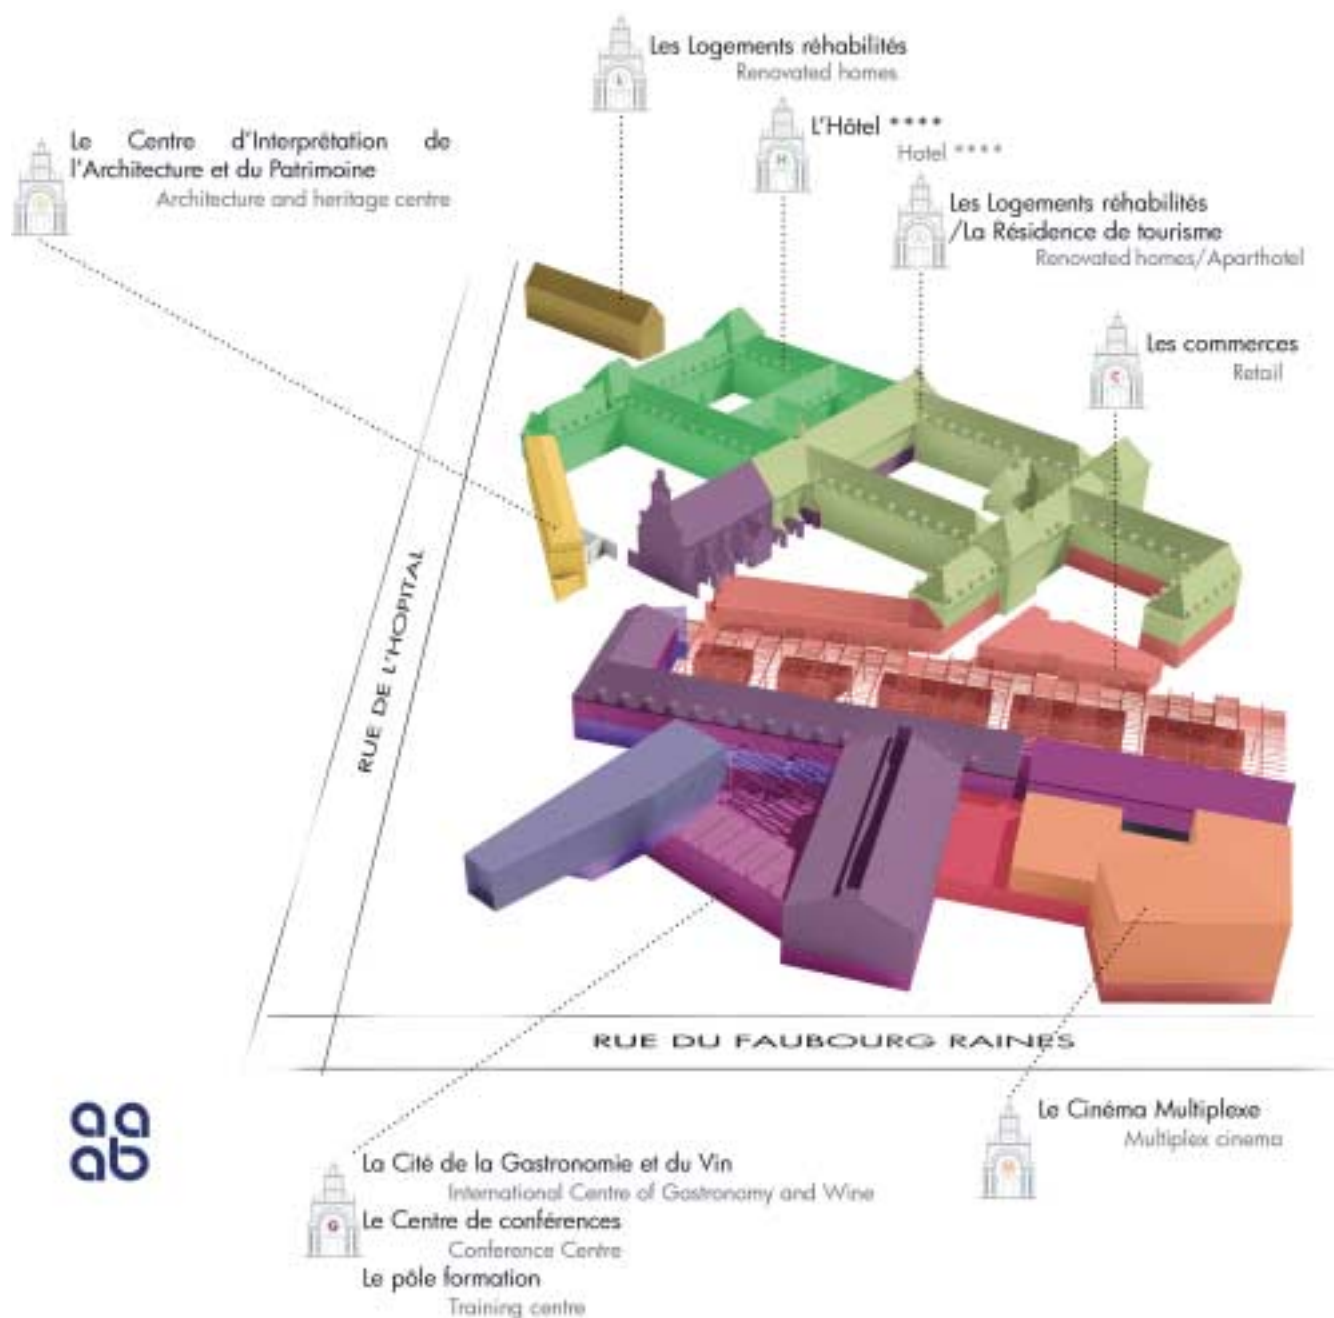 Les Logements réhabilités
Renovated homes
L'Hôtel ****
Hotel ****
Le Centre d'Interprétation de
l'Architecture et du Patrimoine
Architecture and heritage centre
Les Logements réhabilités
/La Résidence de tourisme
Renovated homes/Aparthotel
Les commerces
Retail
C
H
RUE DE L'HOPITAL
RUE DU FAUBOURG RAINES
Le Cinéma Multiplexe
Multiplex cinema
M
aa
ab
La Cité de la Gastronomie et du Vin
International Centre of Gastronomy and Wine
G
Le Centre de conférences
Conference Centre
Le pôle formation
Training centre